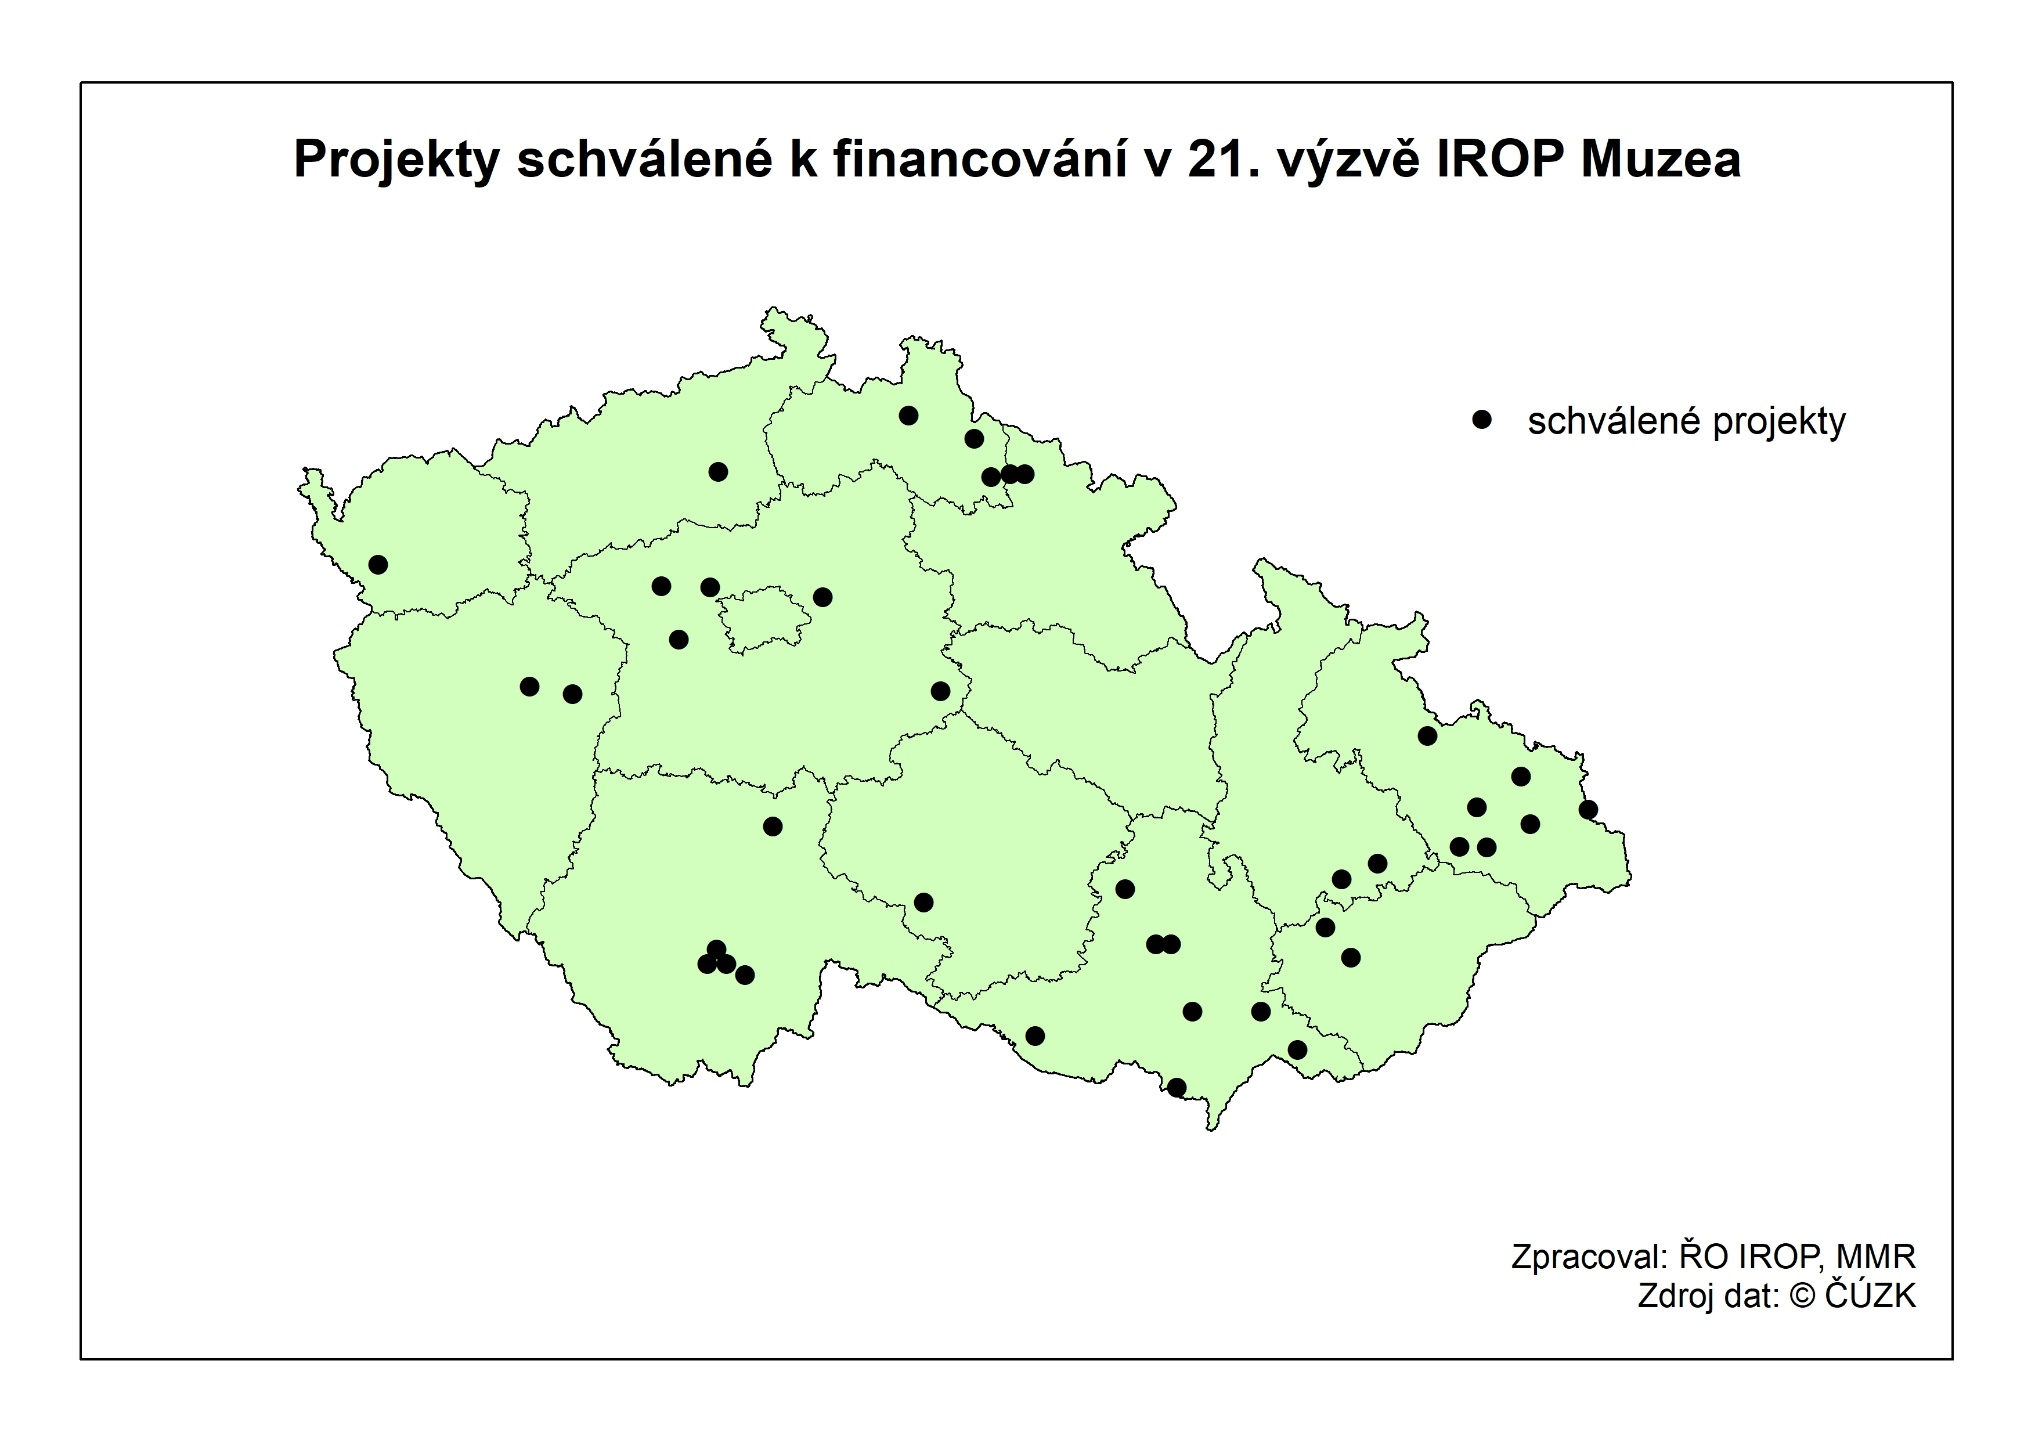 Projekty schválené k financování v 21. výzvě IROP Muzea
schválené projekty
Zpracoval: ŘO IROP, MMR
Zdroj dat: © ČÚZK